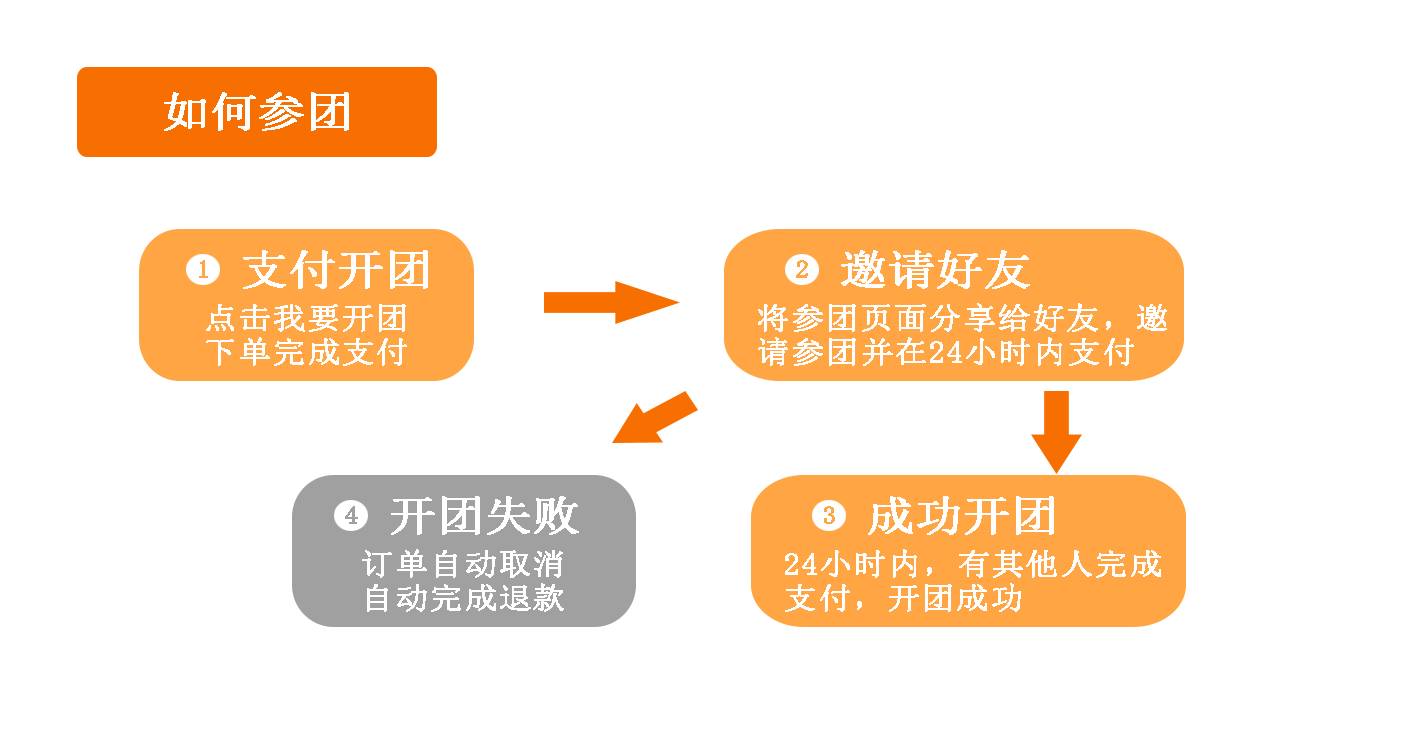 如何参团
1 支付开团
点击我要开团
下单完成支付
2 邀请好友
将参团页面分享给好友，邀
请参团并在24小时内支付
4 开团失败
订单自动取消
自动完成退款
3 成功开团
24小时内，有其他人完成
支付，开团成功